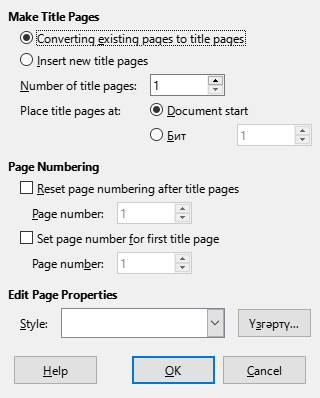 Make Title Pages
Converting existing pages to title pages
Insert new title pages
Number of title pages: 1
Place title pages at: Document start
Бит 1
Page Numbering
Reset page numbering after title pages
Page number: 1
Set page number for first title page
Page number: 1
Edit Page Properties
Style: Үзгәртү...
Help OK Cancel